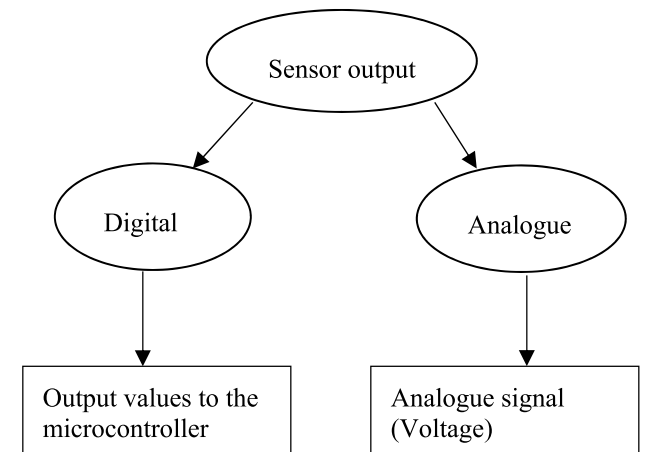 Sensor output
Digital
Analogue
Output values to the
microcontroller
Analogue signal
(Voltage)